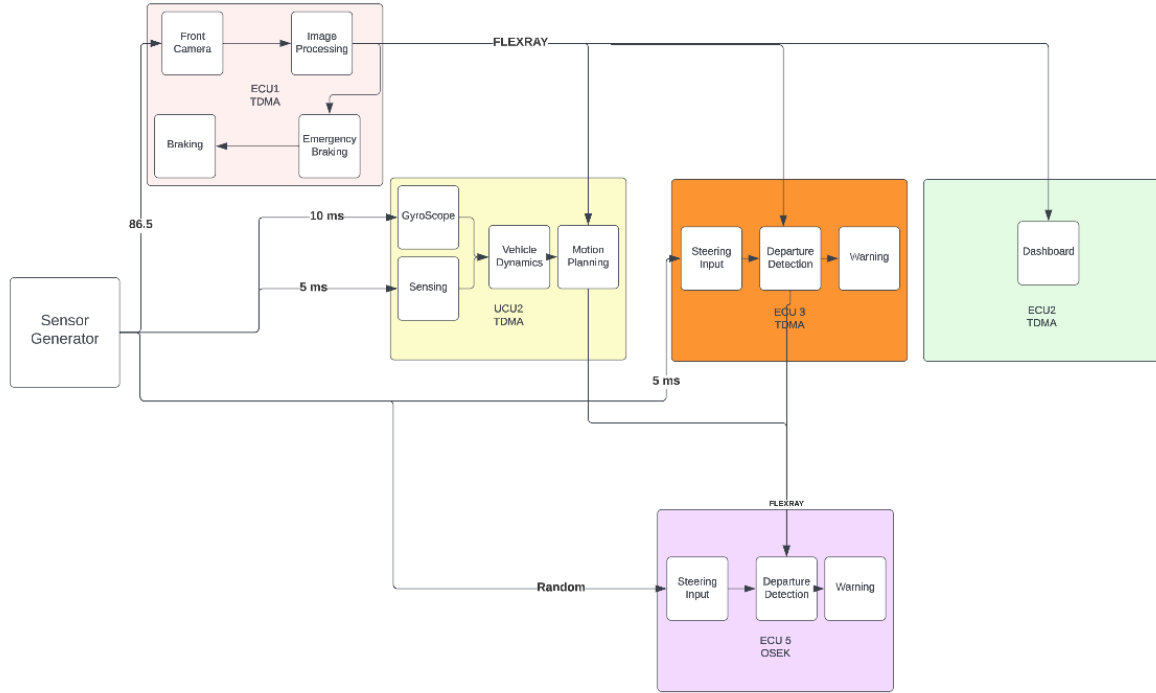 Front
Camera
Image
Processing
FLEXRAY
ECU1
TDMA
Braking
Emergency
Braking
86.5
10 ms
GyroScope
Vehicle
Dynamics
Motion
Planning
5 ms
Sensing
UCU2
TDMA
Steering
Input
Departure
Detection
Warning
ECU 3
TDMA
Dashboard
ECU2
TDMA
Sensor
Generator
5 ms
FLEXRAY
Random
Steering
Input
Departure
Detection
Warning
ECU 5
OSEK